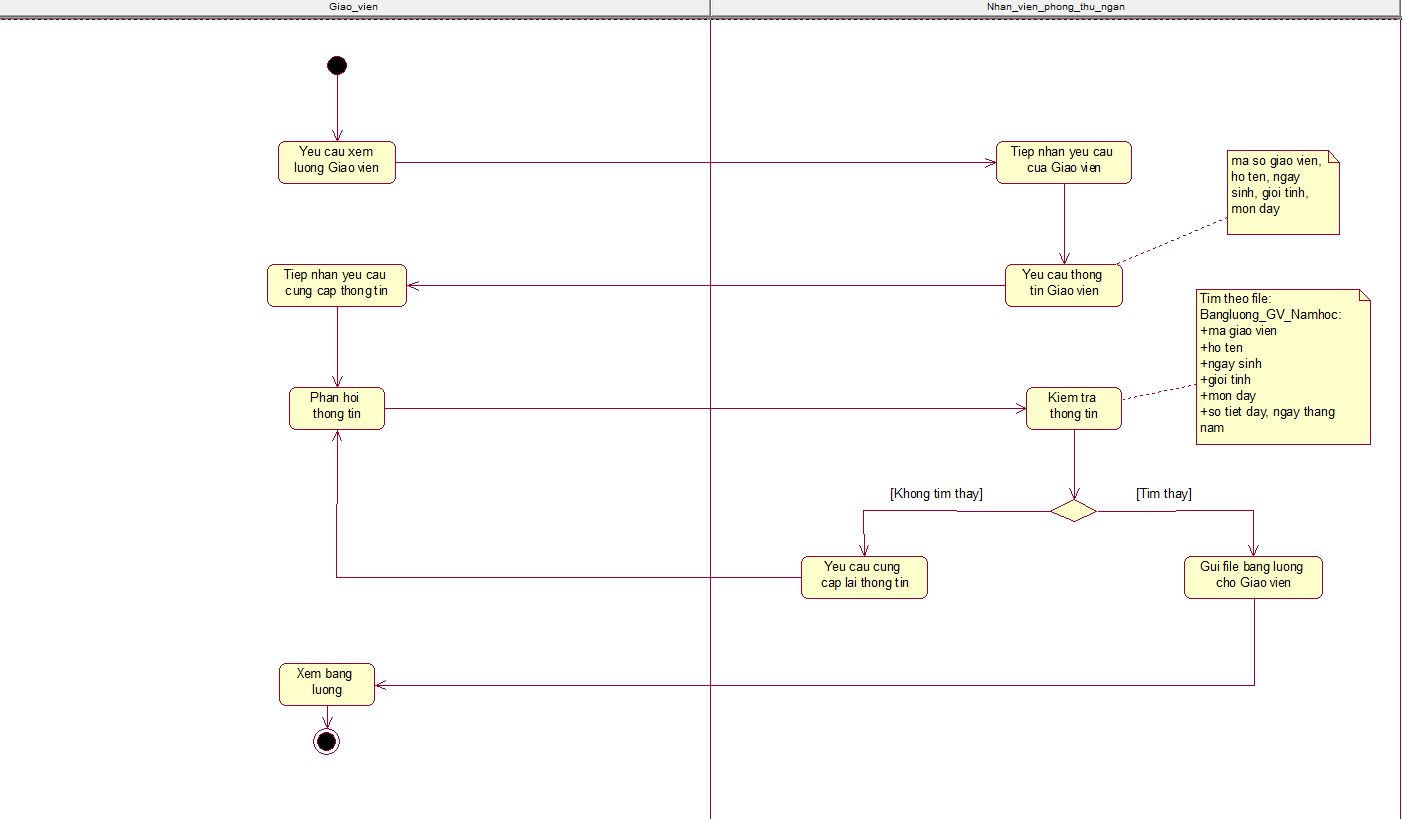 Giao_vien
Nhan_vien_phong_thu_ngan
Yeu cau xem
luong Giao vien
Tiep nhan yeu cau
cua Giao vien
ma so giao vien,
ho ten, ngay
sinh, gioi tinh,
mon day
Tiep nhan yeu cau
cung cap thong tin
Yeu cau thong
tin Giao vien
Tim theo file:
Bangluong_GV_Namhoc:
+ma giao vien
+ho ten
+ngay sinh
+gioi tinh
+mon day
+so tiet day, ngay thang
nam
Phan hoi
thong tin
Kiem tra
thong tin
[Khong tim thay]
[Tim thay]
Yeu cau cung
cap lai thong tin
Gui file bang luong
cho Giao vien
Xem bang
luong